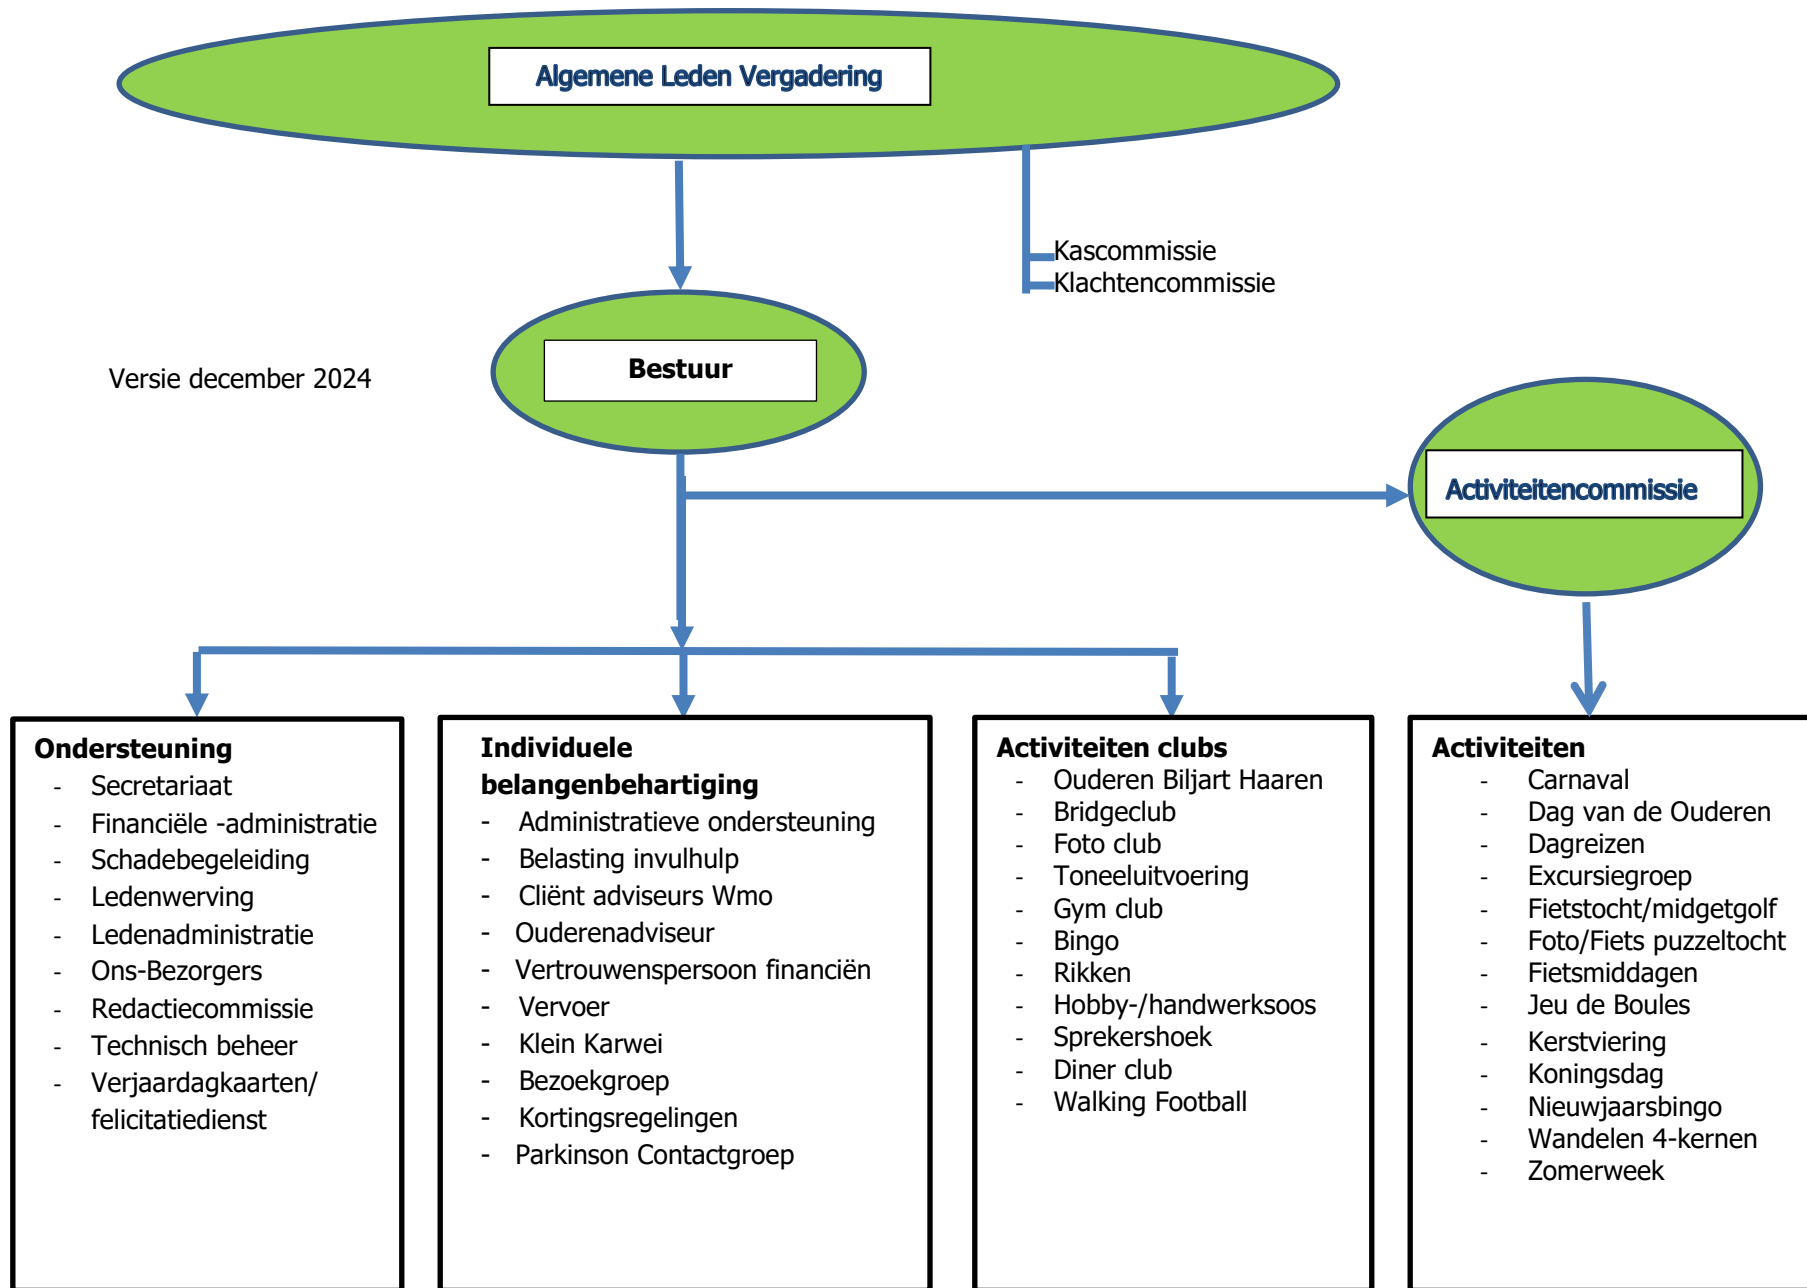 Algemene Leden Vergadering
Kascommissie
Klachtencommissie
Bestuur
Versie december 2024
Activiteitencommissie
Ondersteuning
- Secretariaat
- Financiële -administratie
- Schadebegeleiding
- Ledenwerving
- Ledenadministratie
- Ons-Bezorgers
- Redactiecommissie
- Technisch beheer
- Verjaardagkaarten/
felicitatiedienst
Individuele
belangenbehartiging
- Administratieve ondersteuning
- Belasting invulhulp
- Cliënt adviseurs Wmo
- Ouderenadviseur
- Vertrouwenspersoon financiën
- Vervoer
- Klein Karwei
- Bezoekgroep
- Kortingsregelingen
- Parkinson Contactgroep
Activiteiten clubs
- Ouderen Biljart Haaren
- Bridgeclub
- Foto club
- Toneeluitvoering
- Gym club
- Bingo
- Rikken
- Hobby-/handwerksoos
- Sprekershoek
- Diner club
- Walking Football
Activiteiten
- Carnaval
- Dag van de Ouderen
- Dagreizen
- Excursiegroep
- Fietstocht/midgetgolf
- Foto/Fiets puzzeltocht
- Fietsmiddagen
- Jeu de Boules
- Kerstviering
- Koningsdag
- Nieuwjaarsbingo
- Wandelen 4-kernen
- Zomerweek